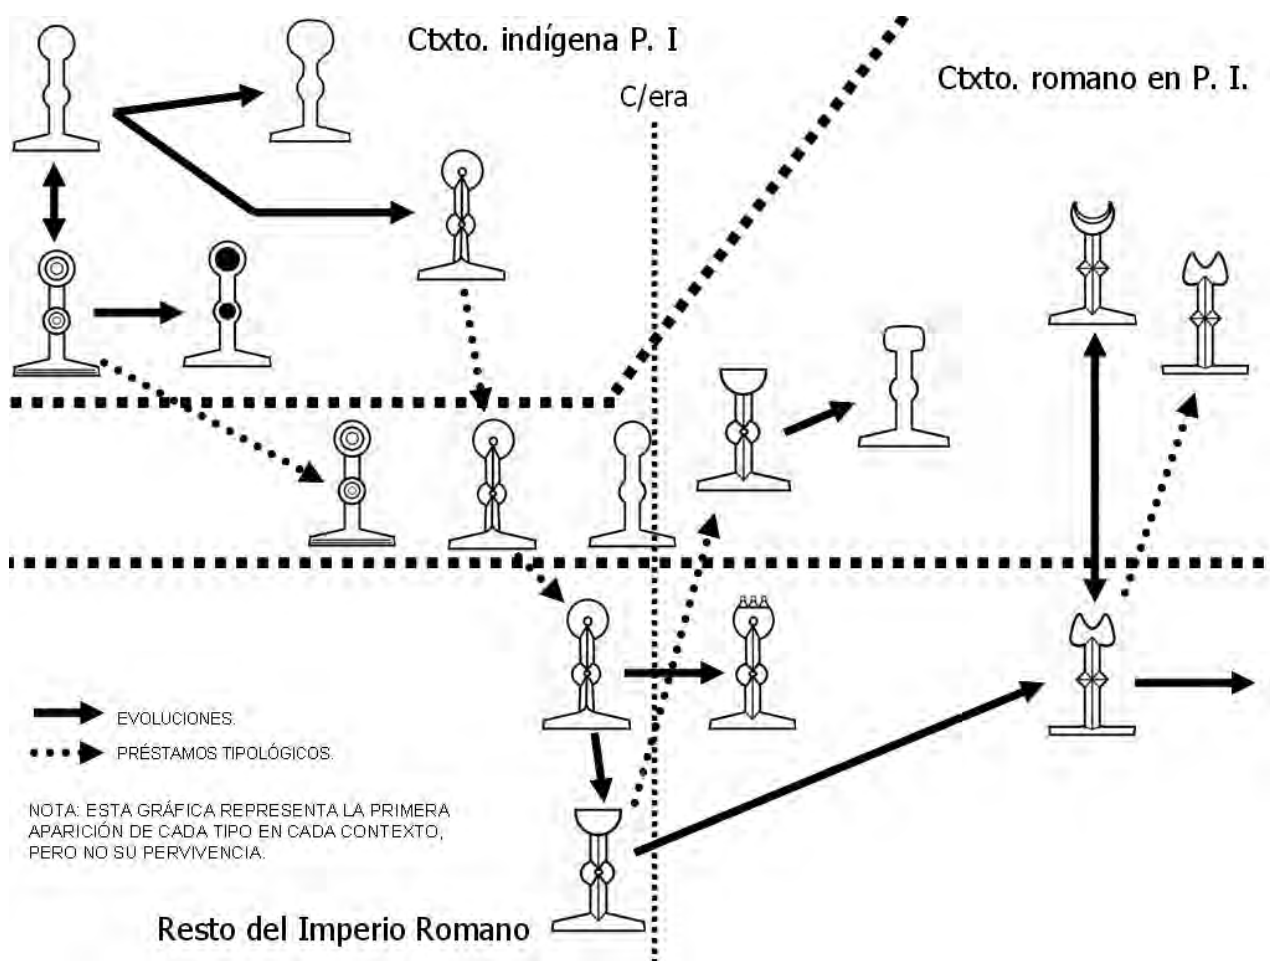 Ctxto. indígena P. I
C/era
Ctxto. romano en P. I.
EVOLUCIONES.
PRÉSTAMOS TIPOLÓGICOS.
NOTA: ESTA GRÁFICA REPRESENTA LA PRIMERA
APARICIÓN DE CADA TIPO EN CADA CONTEXTO,
PERO NO SU PERVIVENCIA.
Resto del Imperio Romano